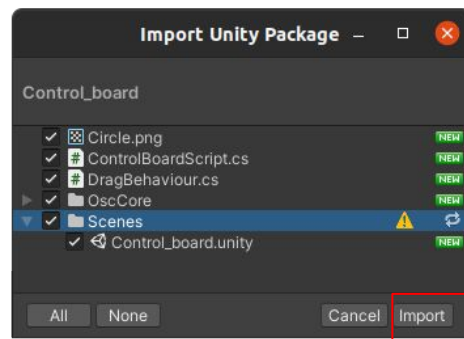 Import Unity Package
Control_board
Circle.png NEW
ControlBoardScript.cs NEW
DragBehaviour.cs NEW
OscCore NEW
Scenes
Control_board.unity NEW
All None Cancel Import